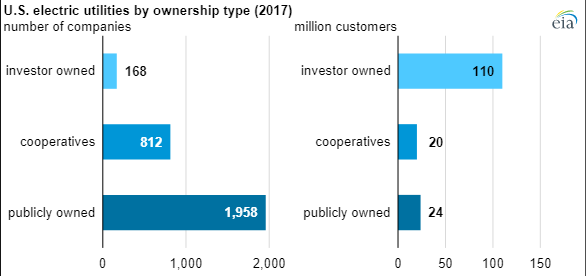 U.S. electric utilities by ownership type (2017)
number of companies
million customers
eia
investor owned 168
cooperatives 812
publicly owned 1,958
0 1,000 2,000
investor owned 110
cooperatives 20
publicly owned 24
0 50 100 150